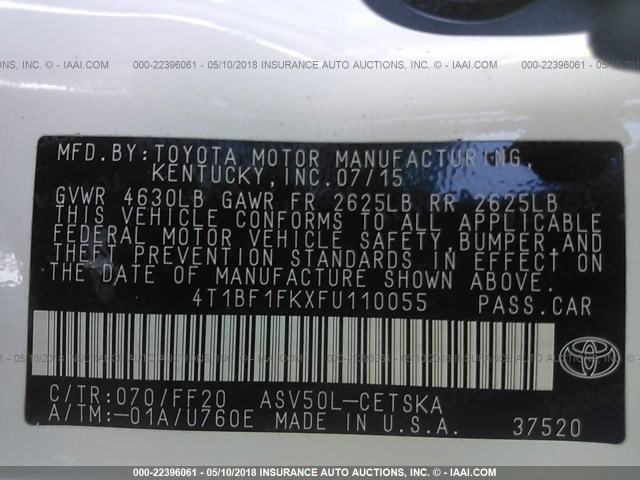 000-22396061 - 05/10/2018 INSURANCE AUTO AUCTIONS, INC. - IAAI.COM
MFD.BY:TOYOTA MOTOR MANUFACTURING,
KENTUCKY,INC.07/15
GVWR 4630LB GAWR FR 2625LB RR 2625LB
THIS VEHICLE CONFORMS TO ALL APPLICABLE
FEDERAL MOTOR VEHICLE SAFETY,BUMPER,AND
THEFT PREVENTION STANDARDS IN EFFECT ON
THE DATE OF MANUFACTURE SHOWN ABOVE.
4T1BF1FKXFU110055 PASS.CAR
C/TR:070/FF20 ASV50L-CETSKA
A/TM:-01A/U760E MADE IN U.S.A. 37520
000-22396061 - 05/10/2018 INSURANCE AUTO AUCTIONS, INC. - IAAI.COM